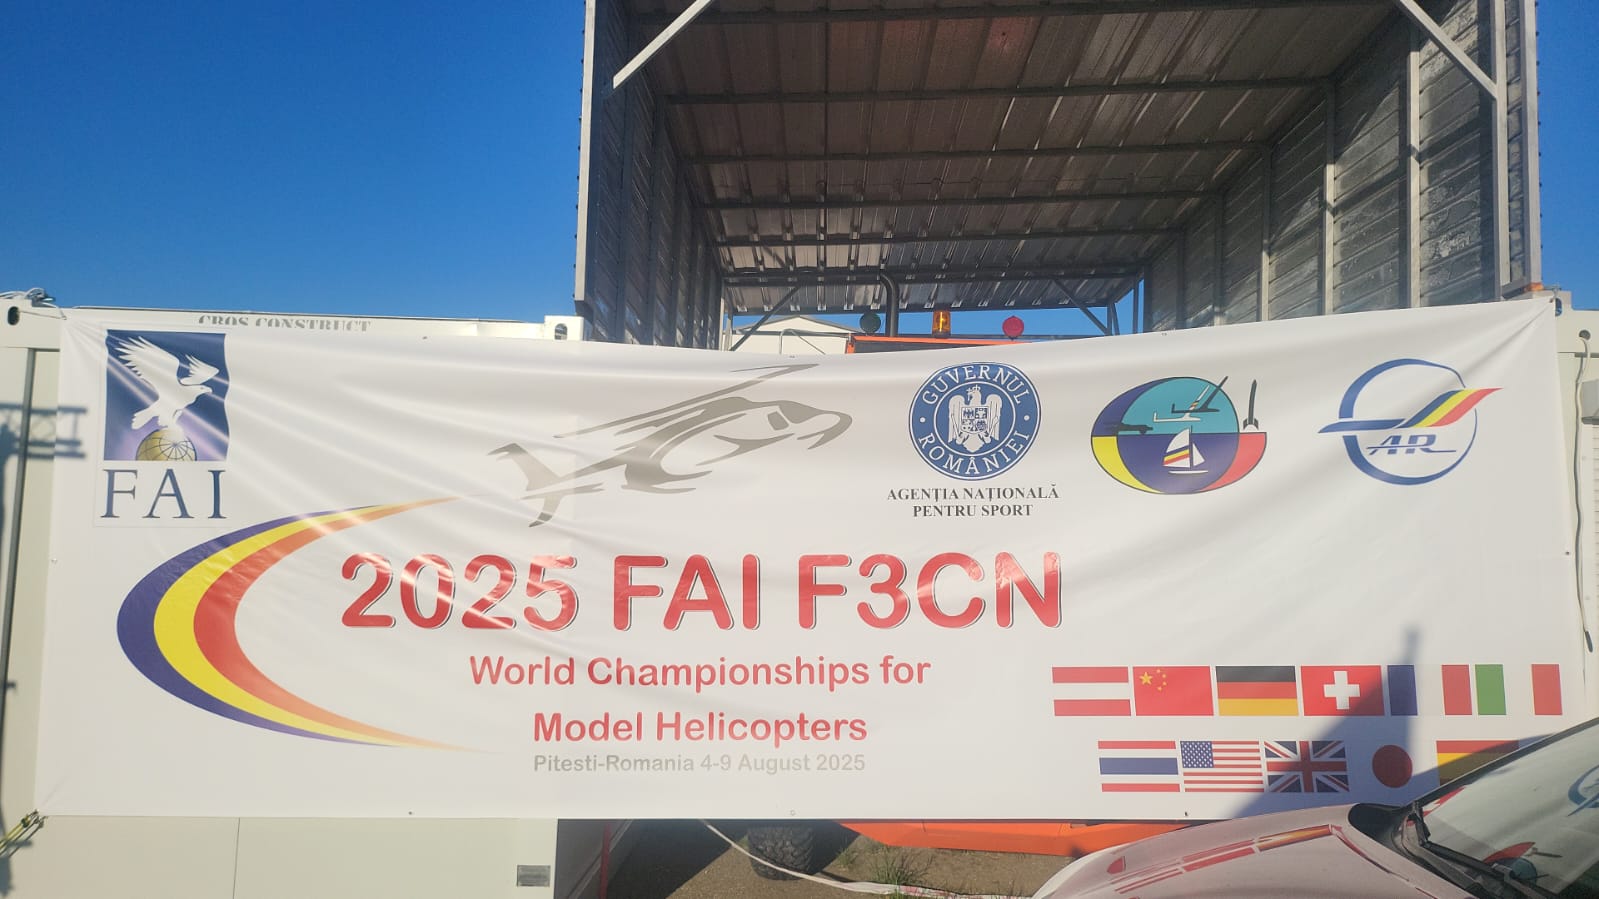 CROS CONSTRUCT
FAI
GUVERNUL ROMÂNIEI
AGENȚIA NAȚIONALĂ
PENTRU SPORT
AR
2025 FAI F3CN
World Championships for
Model Helicopters
Pitesti-Romania 4-9 August 2025